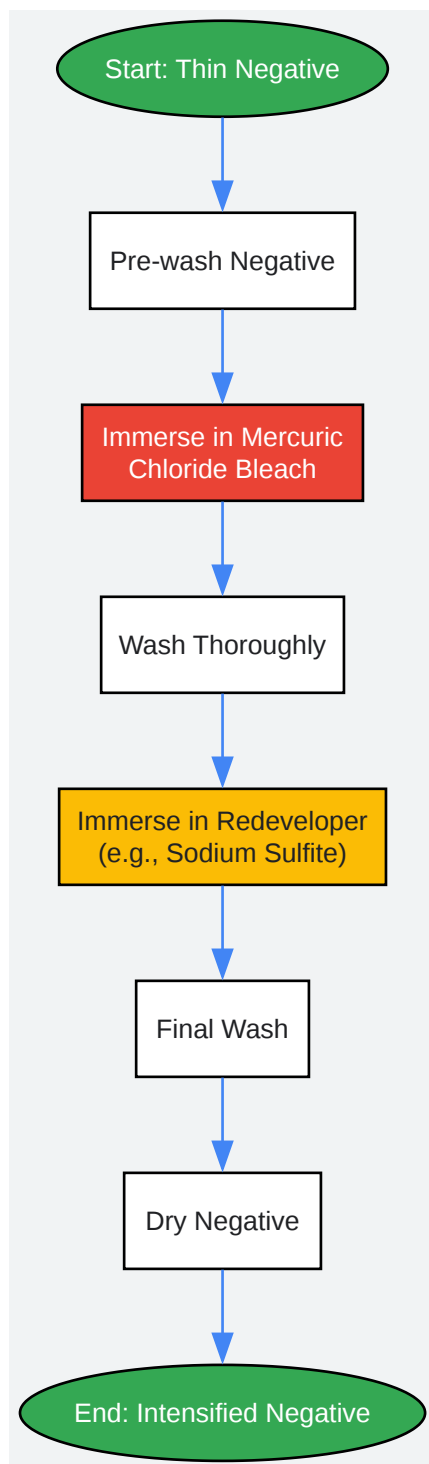 Start: Thin Negative
Pre-wash Negative
Immerse in Mercuric
Chloride Bleach
Wash Thoroughly
Immerse in Redeveloper
(e.g., Sodium Sulfite)
Final Wash
Dry Negative
End: Intensified Negative